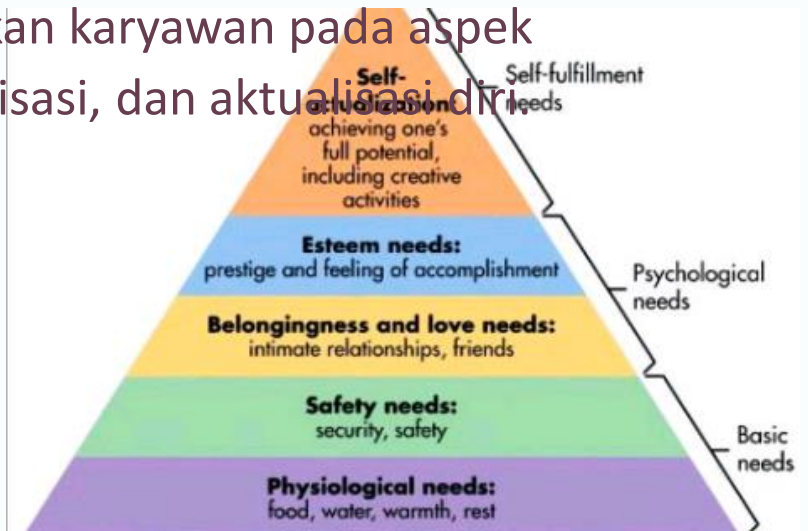 kan karyawan pada aspek
isasi, dan aktualisasi diri.
Self-
actualization:
achieving one's
full potential,
including creative
activities
Self-fulfillment
needs
Esteem needs:
prestige and feeling of accomplishment
Psychological
needs
Belongingness and love needs:
intimate relationships, friends
Safety needs:
security, safety
Basic
needs
Physiological needs:
food, water, warmth, rest